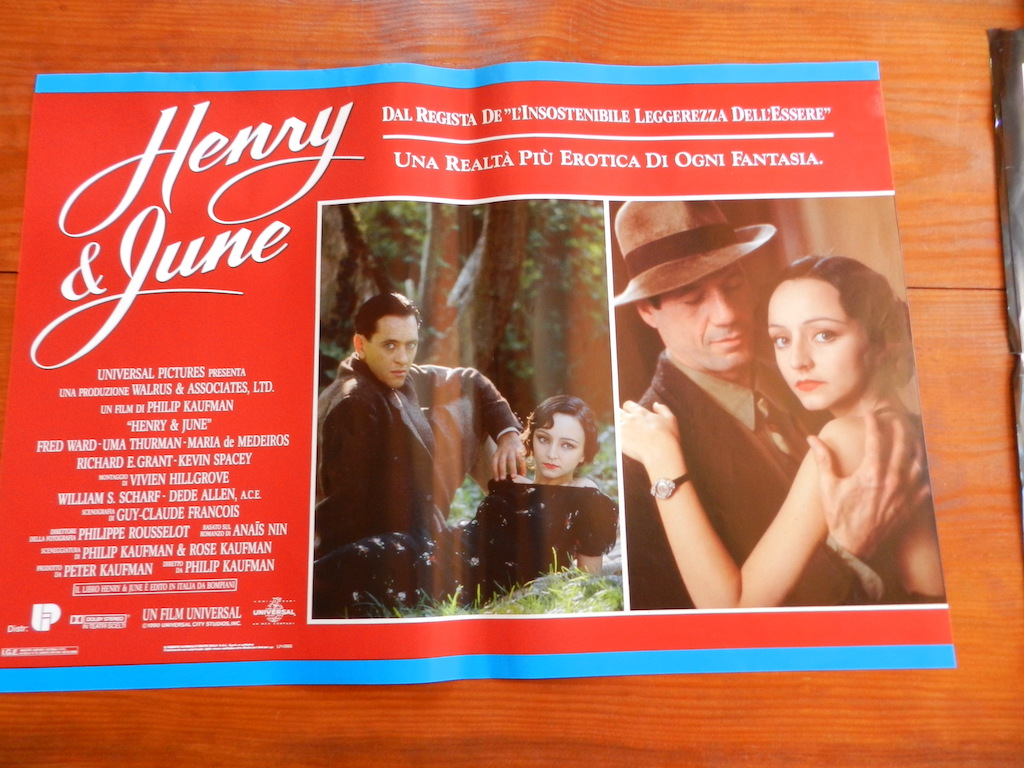 Henry
& June
DAL REGISTA DE "L'INSOSTENIBILE LEGGEREZZA DELL'ESSERE"
UNA REALTÀ PIÙ EROTICA DI OGNI FANTASIA.
UNIVERSAL PICTURES PRESENTA
UNA PRODUZIONE WALRUS & ASSOCIATES, LTD.
UN FILM DI PHILIP KAUFMAN
"HENRY & JUNE"
FRED WARD - UMA THURMAN - MARIA de MEDEIROS
RICHARD E. GRANT - KEVIN SPACEY
MONTAGGIO DI VIVIEN HILLGROVE
WILLIAM S. SCHARF - DEDE ALLEN, A.C.E.
SCENOGRAFIA DI GUY-CLAUDE FRANCOIS
DIRETTORE DELLA FOTOGRAFIA PHILIPPE ROUSSELOT BASATO SUL ROMANZO DI ANAÏS NIN
SCENEGGIATURA DI PHILIP KAUFMAN & ROSE KAUFMAN
PRODOTTO DA PETER KAUFMAN DIRETTO DA PHILIP KAUFMAN
IL LIBRO HENRY & JUNE È EDITO IN ITALIA DA BOMPIANI
Distr.
DOLBY STEREO
IN TEATRI SCELTI
UN FILM UNIVERSAL
©1990 UNIVERSAL CITY STUDIOS, INC.
UNIVERSAL
I.G.E.